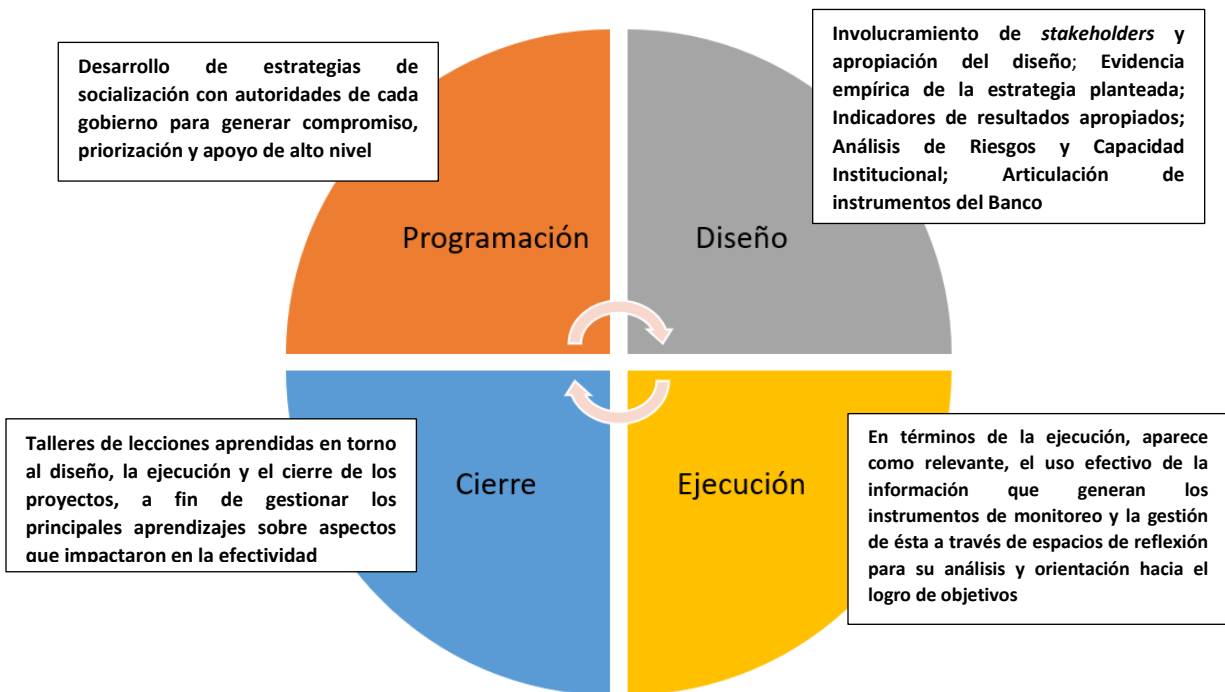 Desarrollo de estrategias de
socialización con autoridades de cada
gobierno para generar compromiso,
priorización y apoyo de alto nivel
Involucramiento de stakeholders y
apropiación del diseño; Evidencia
empírica de la estrategia planteada;
Indicadores de resultados apropiados;
Análisis de Riesgos y Capacidad
Institucional; Articulación de
instrumentos del Banco
Programación
Diseño
Talleres de lecciones aprendidas en torno
al diseño, la ejecución y el cierre de los
proyectos, a fin de gestionar los
principales aprendizajes sobre aspectos
que impactaron en la efectividad
Cierre
Ejecución
En términos de la ejecución, aparece
como relevante, el uso efectivo de la
información que generan los
instrumentos de monitoreo y la gestión
de ésta a través de espacios de reflexión
para su análisis y orientación hacia el
logro de objetivos